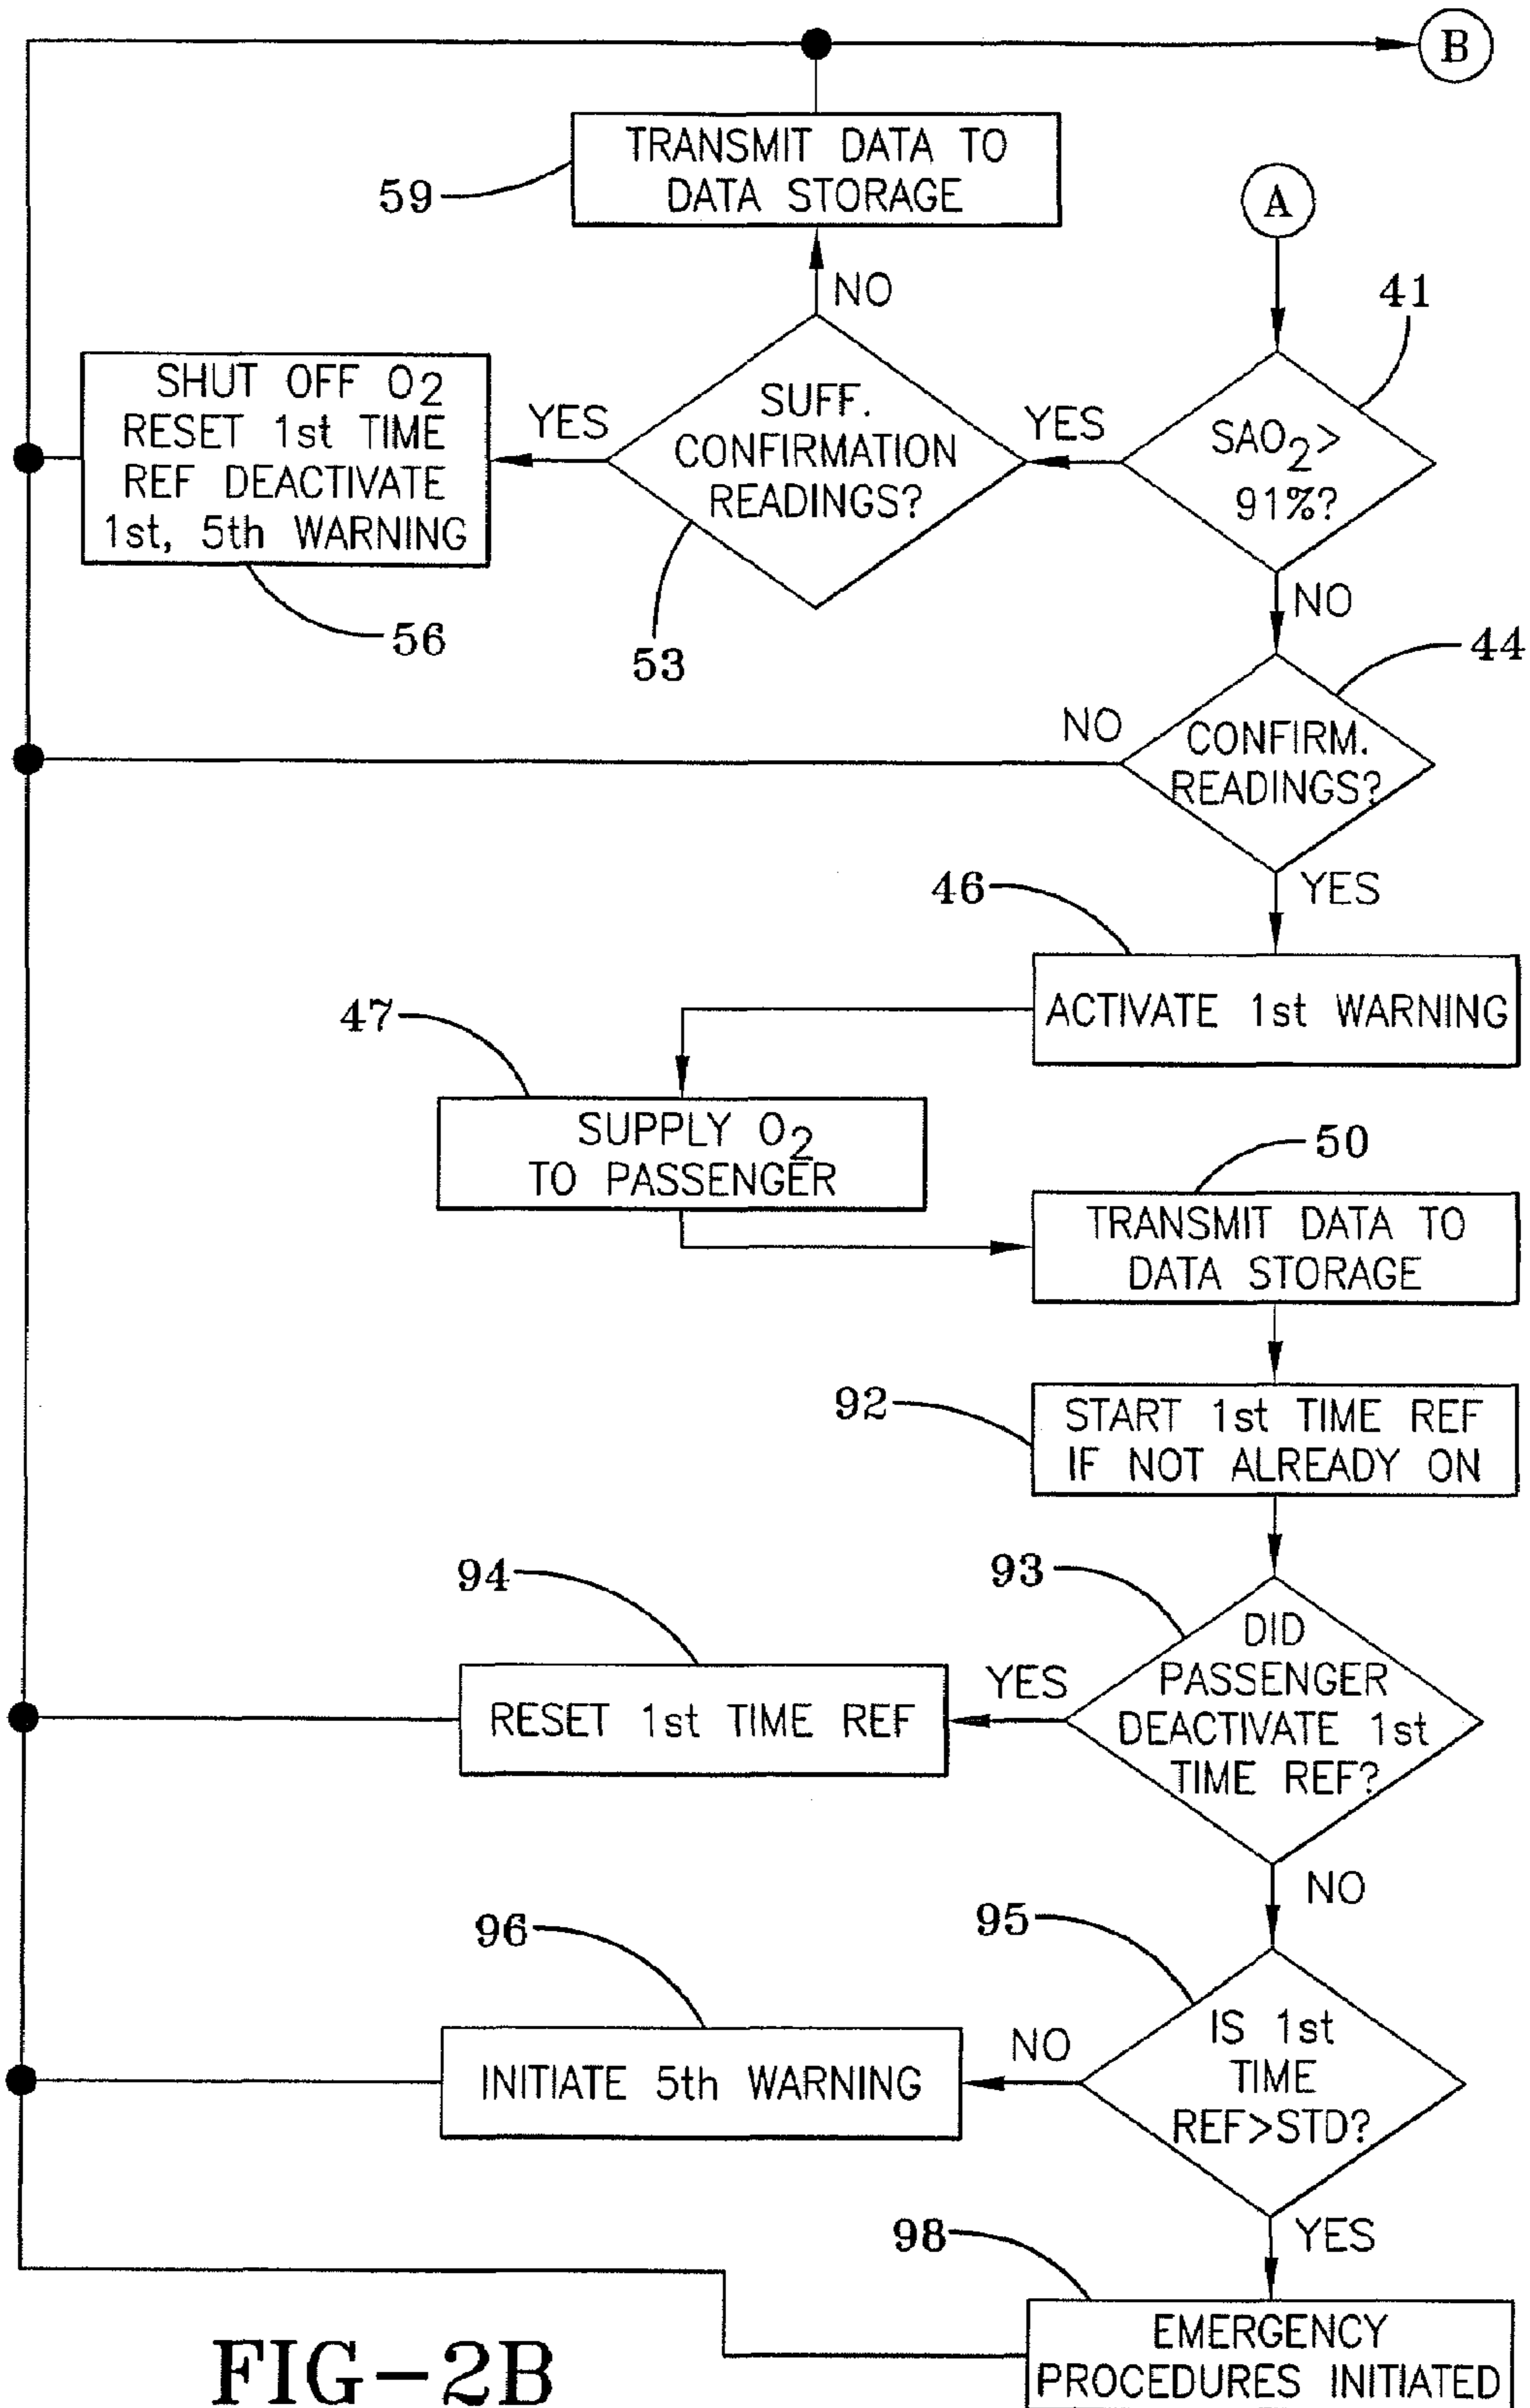 B
TRANSMIT DATA TO
DATA STORAGE
59
A
NO
41
SHUT OFF O2
RESET 1st TIME
REF DEACTIVATE
1st, 5th WARNING
YES
SUFF.
CONFIRMATION
READINGS?
YES
SAO2>
91%?
56
53
NO
44
NO
CONFIRM.
READINGS?
46
YES
47
ACTIVATE 1st WARNING
SUPPLY O2
TO PASSENGER
50
TRANSMIT DATA TO
DATA STORAGE
92
START 1st TIME REF
IF NOT ALREADY ON
94
93
RESET 1st TIME REF
YES
DID
PASSENGER
DEACTIVATE 1st
TIME REF?
NO
96
95
INITIATE 5th WARNING
NO
IS 1st
TIME
REF>STD?
98
YES
EMERGENCY
PROCEDURES INITIATED
FIG-2B